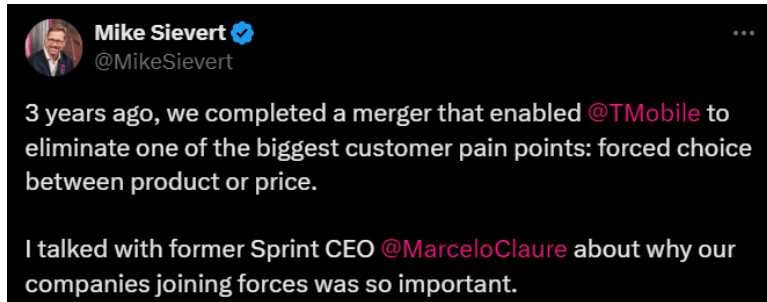 Mike Sievert
@MikeSievert
3 years ago, we completed a merger that enabled @TMobile to
eliminate one of the biggest customer pain points: forced choice
between product or price.
I talked with former Sprint CEO @MarceloClaure about why our
companies joining forces was so important.